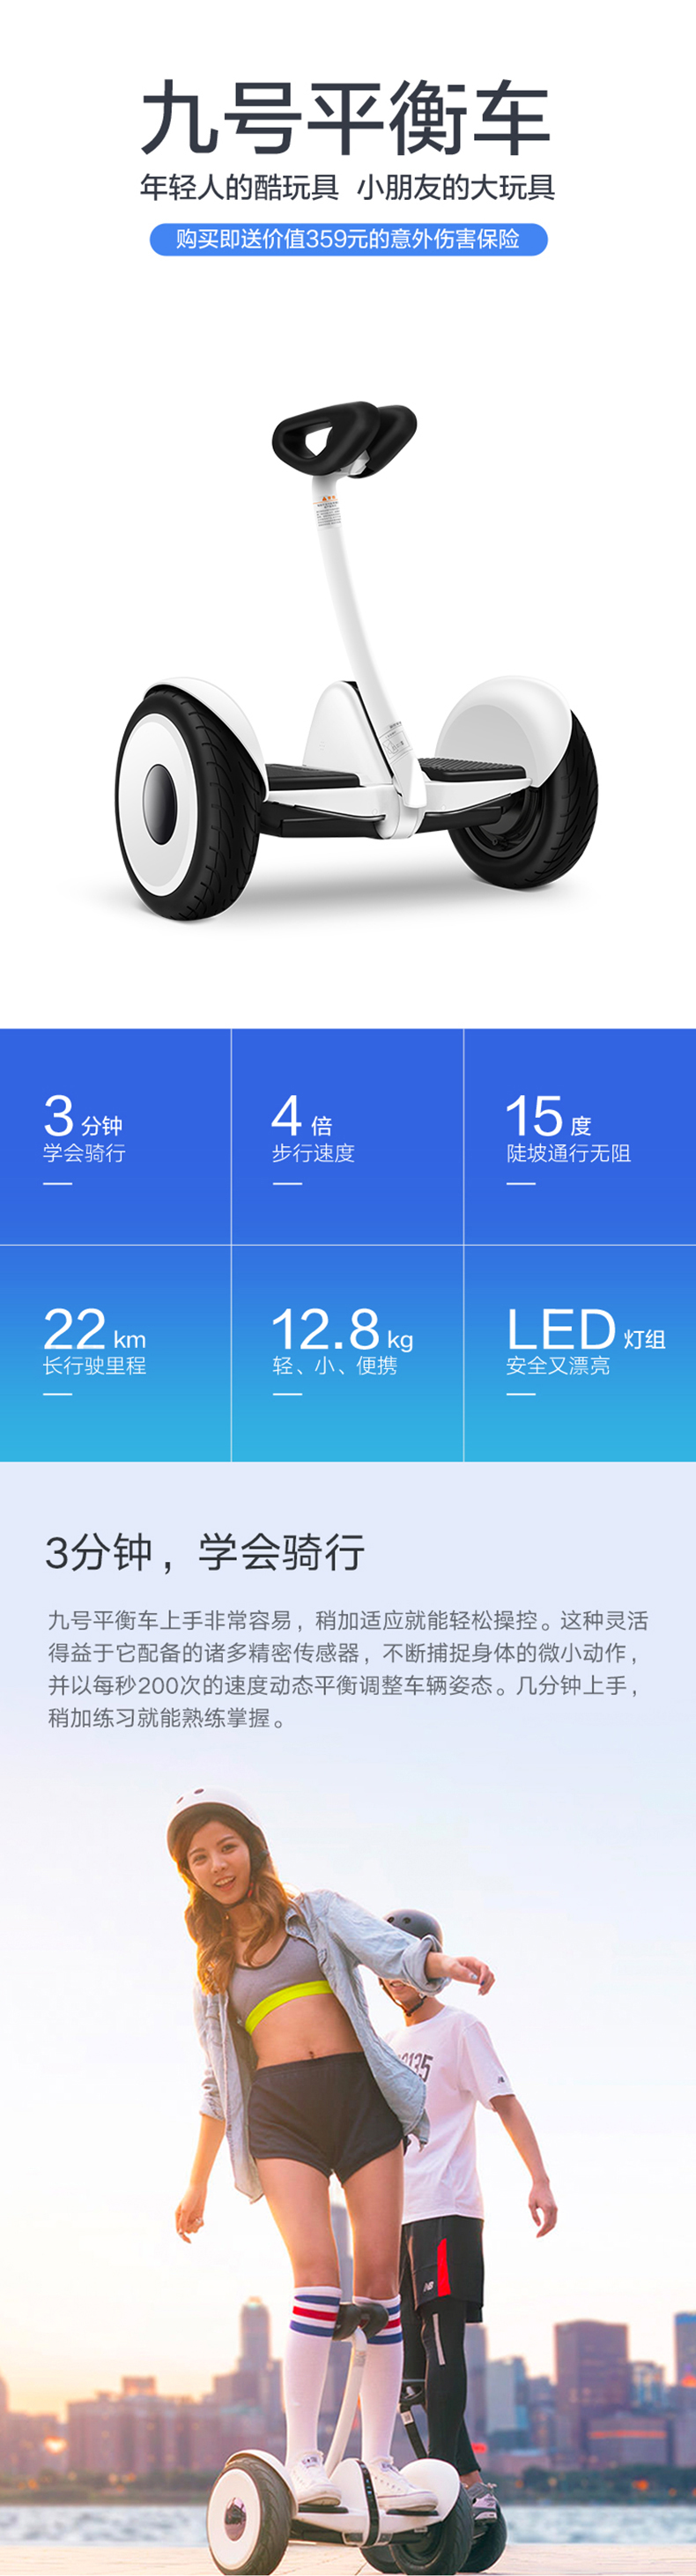 九号平衡车
年轻人的酷玩具 小朋友的大玩具
购买即送价值359元的意外伤害保险
3 分钟
学会骑行
4 倍
步行速度
15 度
陡坡通行无阻
22 km
长行驶里程
12.8 kg
轻、小、便携
LED 灯组
安全又漂亮
3分钟，学会骑行
九号平衡车上手非常容易，稍加适应就能轻松操控。这种灵活
得益于它配备的诸多精密传感器，不断捕捉身体的微小动作，
并以每秒200次的速度动态平衡调整车辆姿态。几分钟上手，
稍加练习就能熟练掌握。